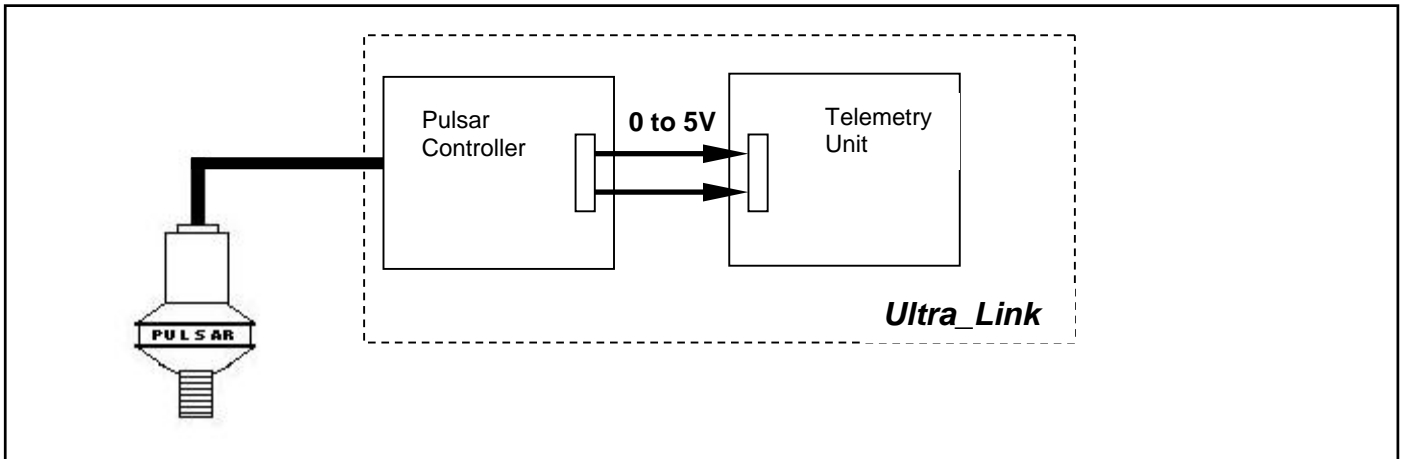 Pulsar
Controller
0 to 5V
Telemetry
Unit
Ultra_Link
PULSAR